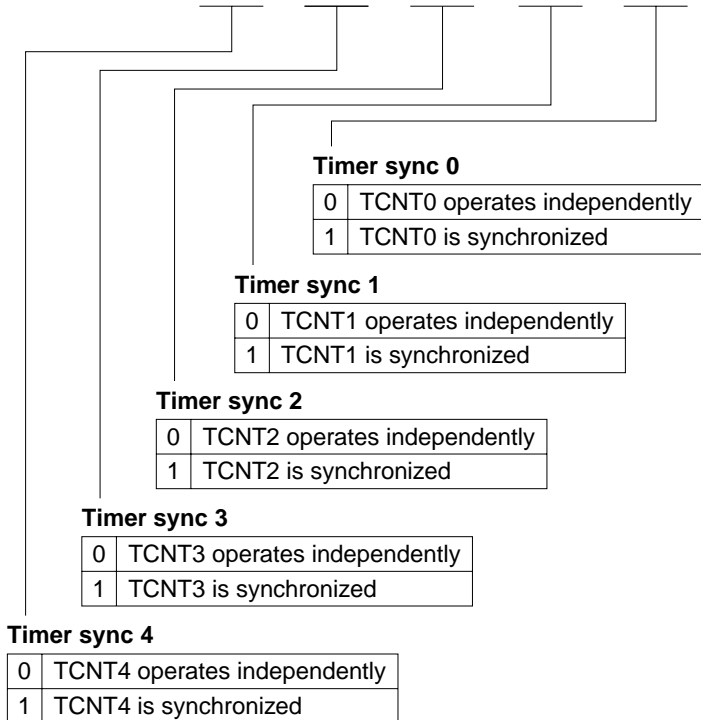 Timer sync 0
0 TCNT0 operates independently
1 TCNT0 is synchronized
Timer sync 1
0 TCNT1 operates independently
1 TCNT1 is synchronized
Timer sync 2
0 TCNT2 operates independently
1 TCNT2 is synchronized
Timer sync 3
0 TCNT3 operates independently
1 TCNT3 is synchronized
Timer sync 4
0 TCNT4 operates independently
1 TCNT4 is synchronized